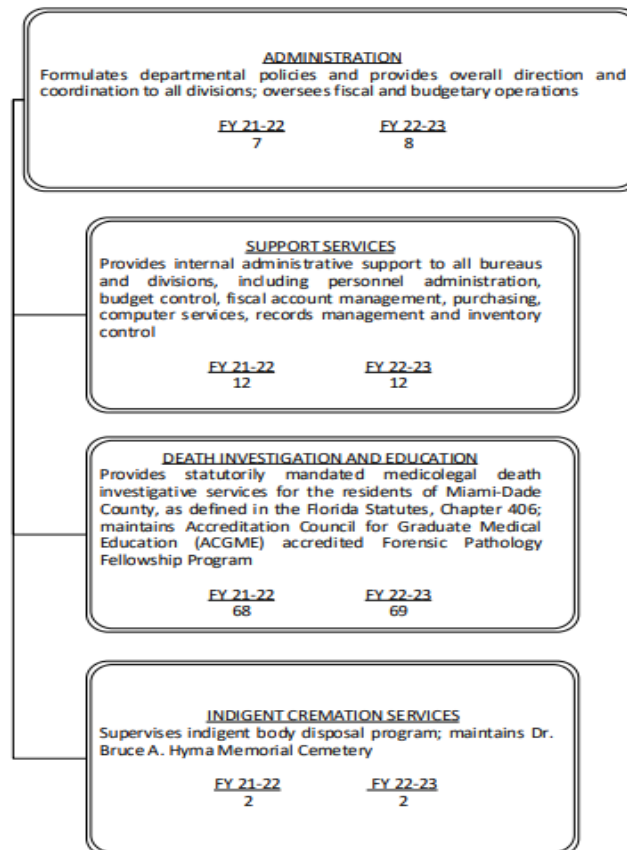 ADMINISTRATION
Formulates departmental policies and provides overall direction and
coordination to all divisions; oversees fiscal and budgetary operations
FY 21-22 FY 22-23
7 8
SUPPORT SERVICES
Provides internal administrative support to all bureaus
and divisions, including personnel administration,
budget control, fiscal account management, purchasing,
computer services, records management and inventory
control
FY 21-22 FY 22-23
12 12
DEATH INVESTIGATION AND EDUCATION
Provides statutorily mandated medicolegal death
investigative services for the residents of Miami-Dade
County, as defined in the Florida Statutes, Chapter 406;
maintains Accreditation Council for Graduate Medical
Education (ACGME) accredited Forensic Pathology
Fellowship Program
FY 21-22 FY 22-23
68 69
INDIGENT CREMATION SERVICES
Supervises indigent body disposal program; maintains Dr.
Bruce A. Hyma Memorial Cemetery
FY 21-22 FY 22-23
2 2